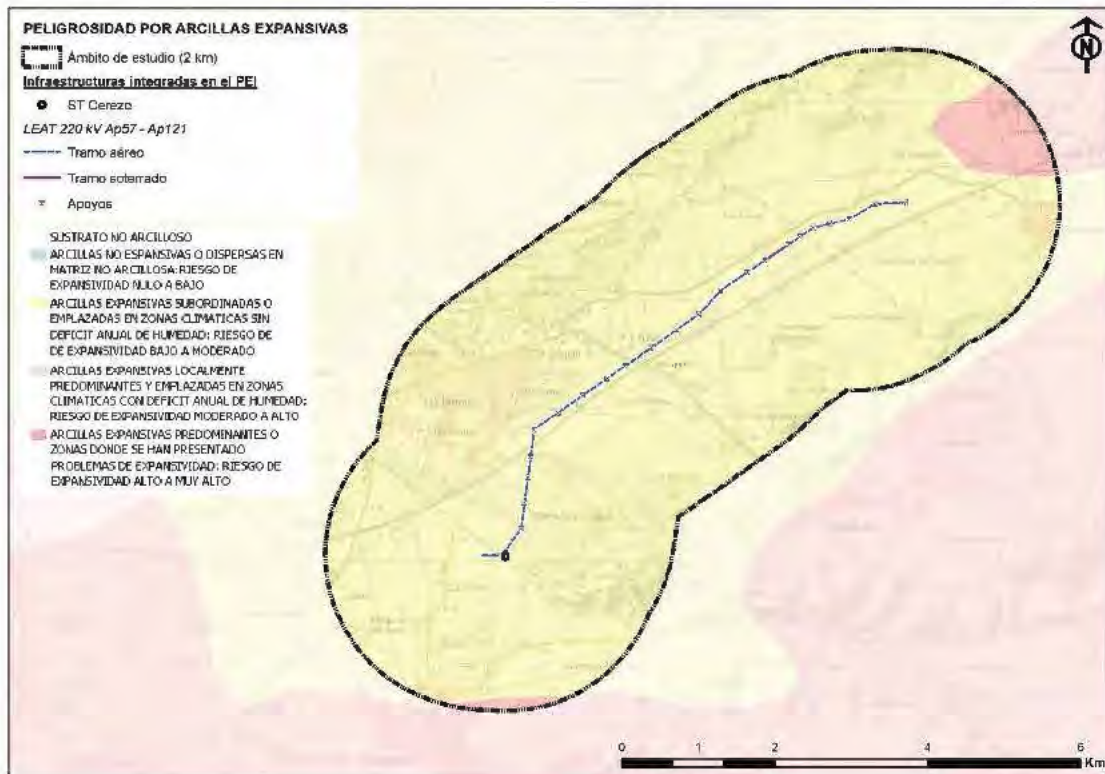 PELIGROSIDAD POR ARCILLAS EXPANSIVAS
Ámbito de estudio (2 km)
Infraestructuras integradas en el PEI
ST Cerezo
LEAT 220 kV Ap57 - Ap121
Tramo aéreo
Tramo soterrado
Apoyos
SUSTRATO NO ARCILLOSO
ARCILLAS NO ESPANSIVAS O DISPERSAS EN
MATRIZ NO ARCILLOSA: RIESGO DE
EXPANSIVIDAD NULO A BAJO
ARCILLAS EXPANSIVAS SUBORDINADAS O
EMPLAZADAS EN ZONAS CLIMATICAS SIN
DEFICIT ANUAL DE HUMEDAD: RIESGO DE
DE EXPANSIVIDAD BAJO A MODERADO
ARCILLAS EXPANSIVAS LOCALMENTE
PREDOMINANTES Y EMPLAZADAS EN ZONAS
CLIMATICAS CON DEFICIT ANUAL DE HUMEDAD:
RIESGO DE EXPANSIVIDAD MODERADO A ALTO
ARCILLAS EXPANSIVAS PREDOMINANTES O
ZONAS DONDE SE HAN PRESENTADO
PROBLEMAS DE EXPANSIVIDAD: RIESGO DE
EXPANSIVIDAD ALTO A MUY ALTO
N
0 1 2 4 6
Km